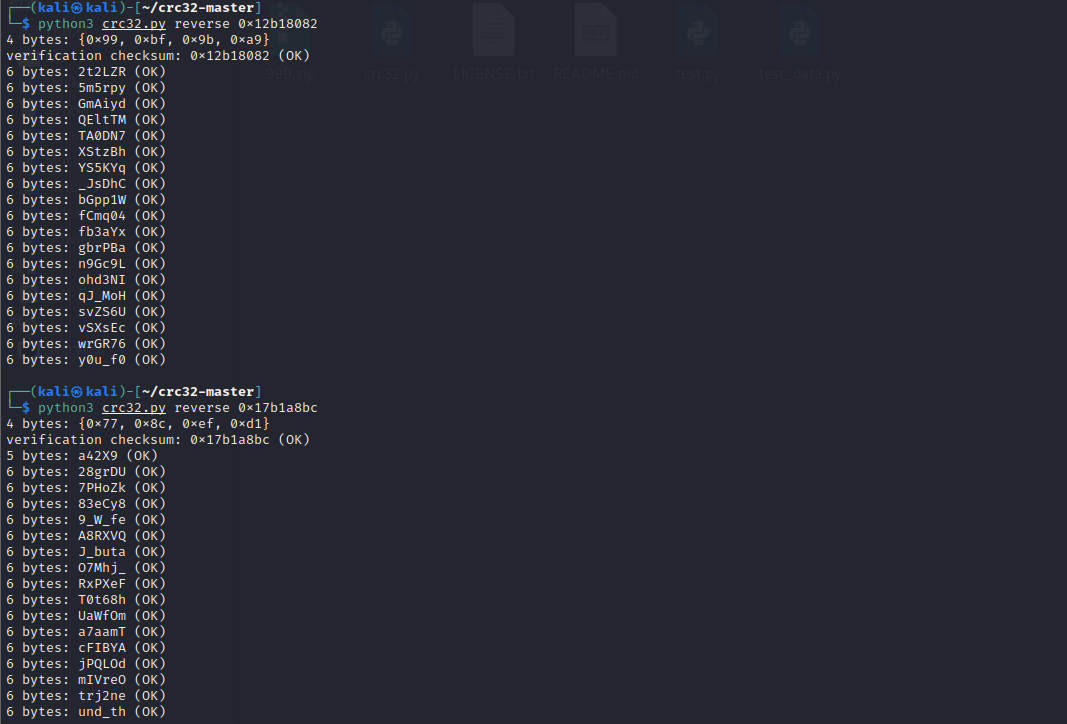 ┌──(kali㉿kali)-[~/crc32-master]
└─$ python3 crc32.py reverse 0×12b18082
4 bytes: {0×99, 0×bf, 0×9b, 0×a9}
verification checksum: 0×12b18082 (OK)
6 bytes: 2t2LZR (OK)
6 bytes: 5m5rpy (OK)
6 bytes: GmAiyd (OK)
6 bytes: QEltTM (OK)
6 bytes: TA0DN7 (OK)
6 bytes: XStzBh (OK)
6 bytes: YS5KYq (OK)
6 bytes: _JsDhC (OK)
6 bytes: bGpp1W (OK)
6 bytes: fCmq04 (OK)
6 bytes: fb3aYx (OK)
6 bytes: gbrPBa (OK)
6 bytes: n9Gc9L (OK)
6 bytes: ohd3NI (OK)
6 bytes: qJ_MoH (OK)
6 bytes: svZS6U (OK)
6 bytes: vSXsEc (OK)
6 bytes: wrGR76 (OK)
6 bytes: y0u_f0 (OK)
999.zip crc32.py LICENSE.txt README.md test.py test_data.py
┌──(kali㉿kali)-[~/crc32-master]
└─$ python3 crc32.py reverse 0×17b1a8bc
4 bytes: {0×77, 0×8c, 0×ef, 0×d1}
verification checksum: 0×17b1a8bc (OK)
5 bytes: a42X9 (OK)
6 bytes: 28grDU (OK)
6 bytes: 7PHoZk (OK)
6 bytes: 83eCy8 (OK)
6 bytes: 9_W_fe (OK)
6 bytes: A8RXVQ (OK)
6 bytes: J_buta (OK)
6 bytes: O7Mhj_ (OK)
6 bytes: RxPXeF (OK)
6 bytes: T0t68h (OK)
6 bytes: UaWfOm (OK)
6 bytes: a7aamT (OK)
6 bytes: cFIBYA (OK)
6 bytes: jPQLOd (OK)
6 bytes: mIVreO (OK)
6 bytes: trj2ne (OK)
6 bytes: und_th (OK)